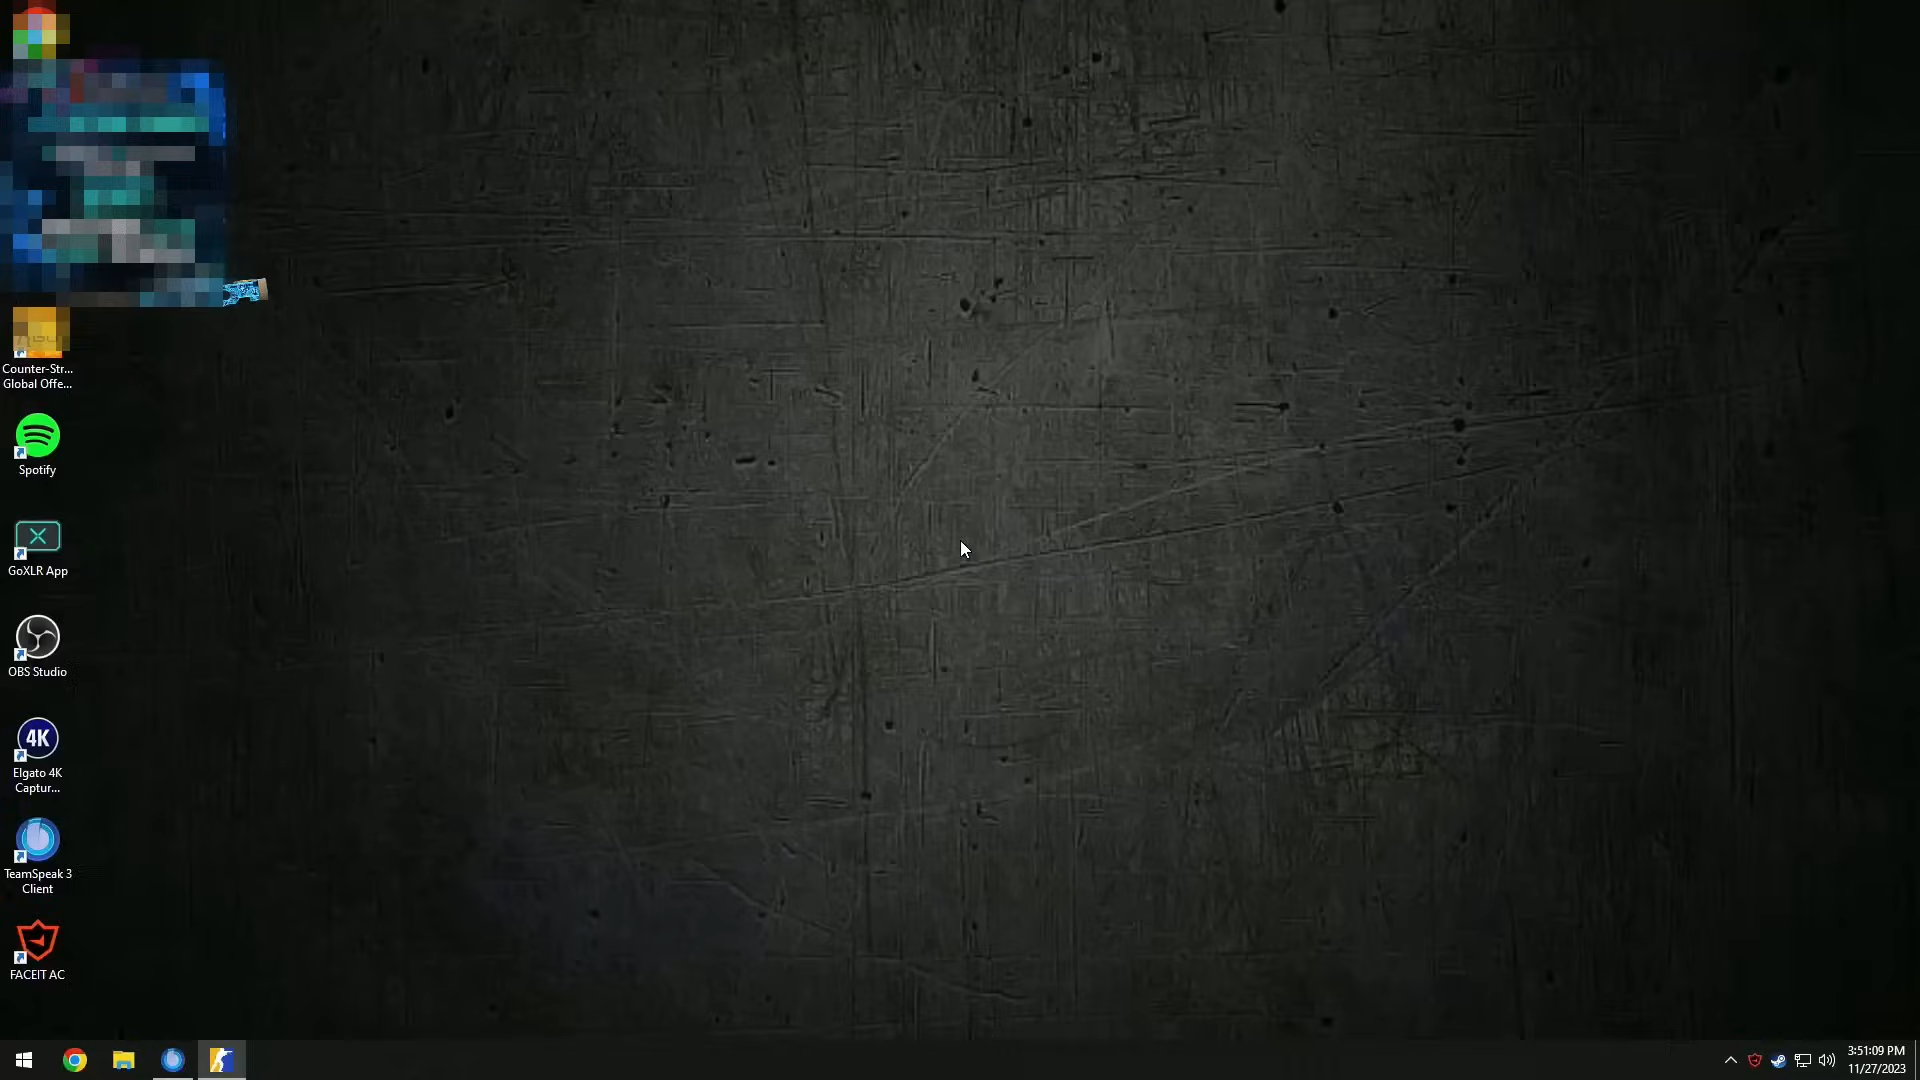 Counter-Str...
Global Offe...
Spotify
GoXLR App
OBS Studio
4K
Elgato 4K
Captur...
TeamSpeak 3
Client
FACEIT AC
3:51:09 PM
11/27/2023